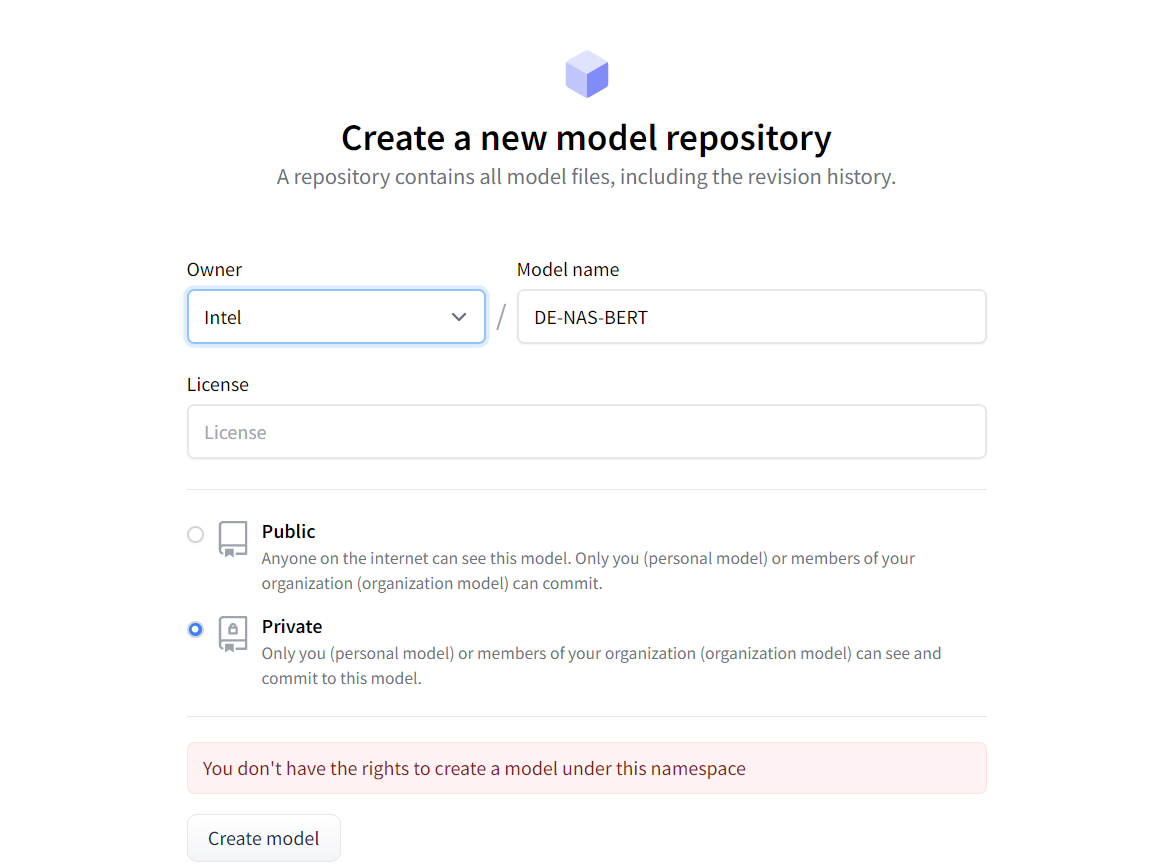 Create a new model repository
A repository contains all model files, including the revision history.
Owner
Model name
Intel
/
DE-NAS-BERT
License
License
Public
Anyone on the internet can see this model. Only you (personal model) or members of your
organization (organization model) can commit.
Private
Only you (personal model) or members of your organization (organization model) can see and
commit to this model.
You don't have the rights to create a model under this namespace
Create model